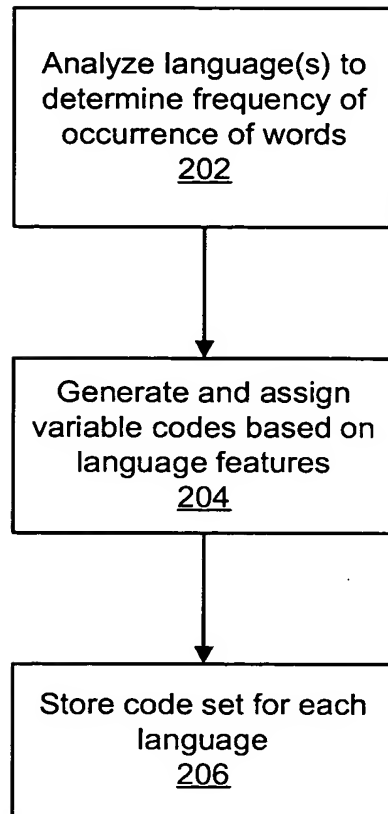 Analyze language(s) to
determine frequency of
occurrence of words
202
Generate and assign
variable codes based on
language features
204
Store code set for each
language
206